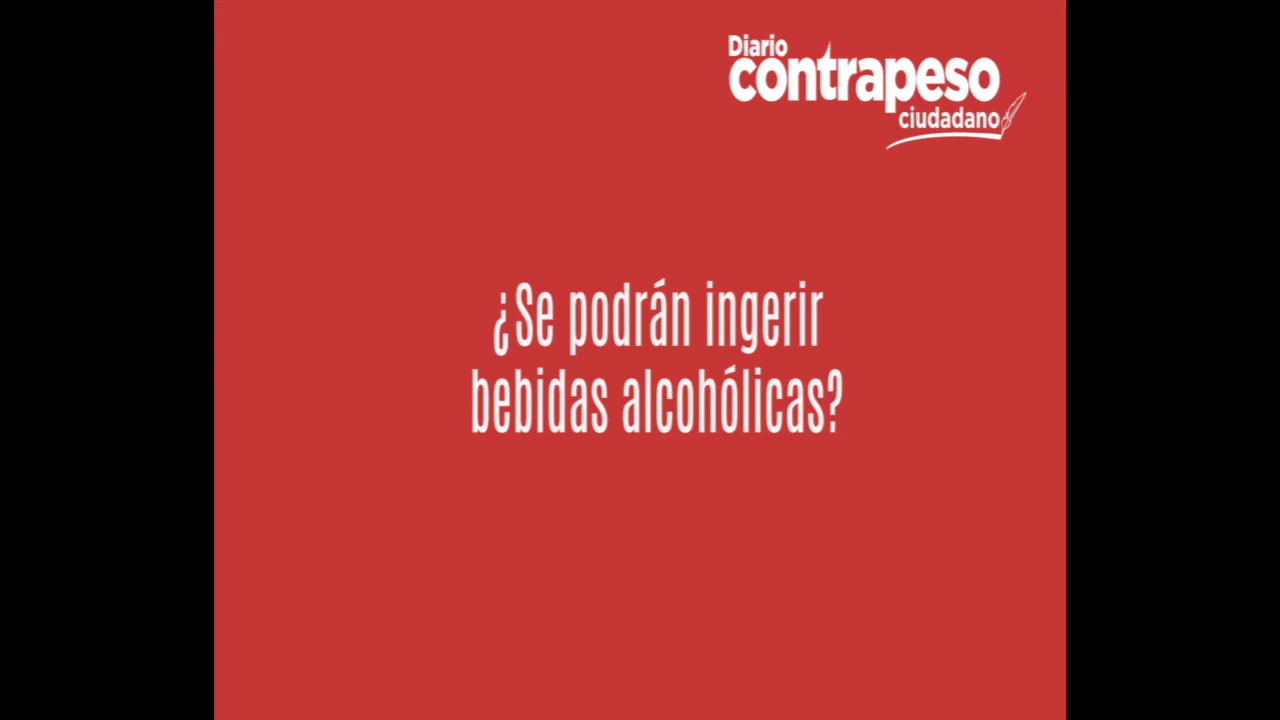 Diario
contrapeso
ciudadano
¿Se podrán ingerir
bebidas alcohólicas?